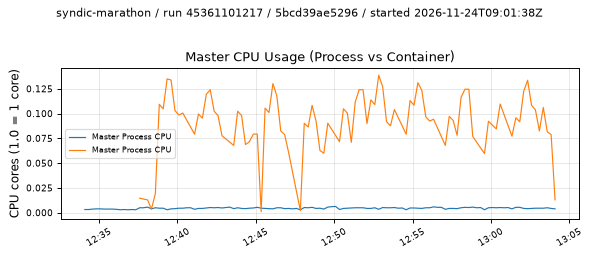 syndic-marathon / run 45361101217 / 5bcd39ae5296 / started 2026-11-24T09:01:38Z
Master CPU Usage (Process vs Container)
CPU cores (1.0 = 1 core)
0.125
0.100
0.075
0.050
0.025
0.000
Master Process CPU
Master Process CPU
12:35
12:40
12:45
12:50
12:55
13:00
13:05